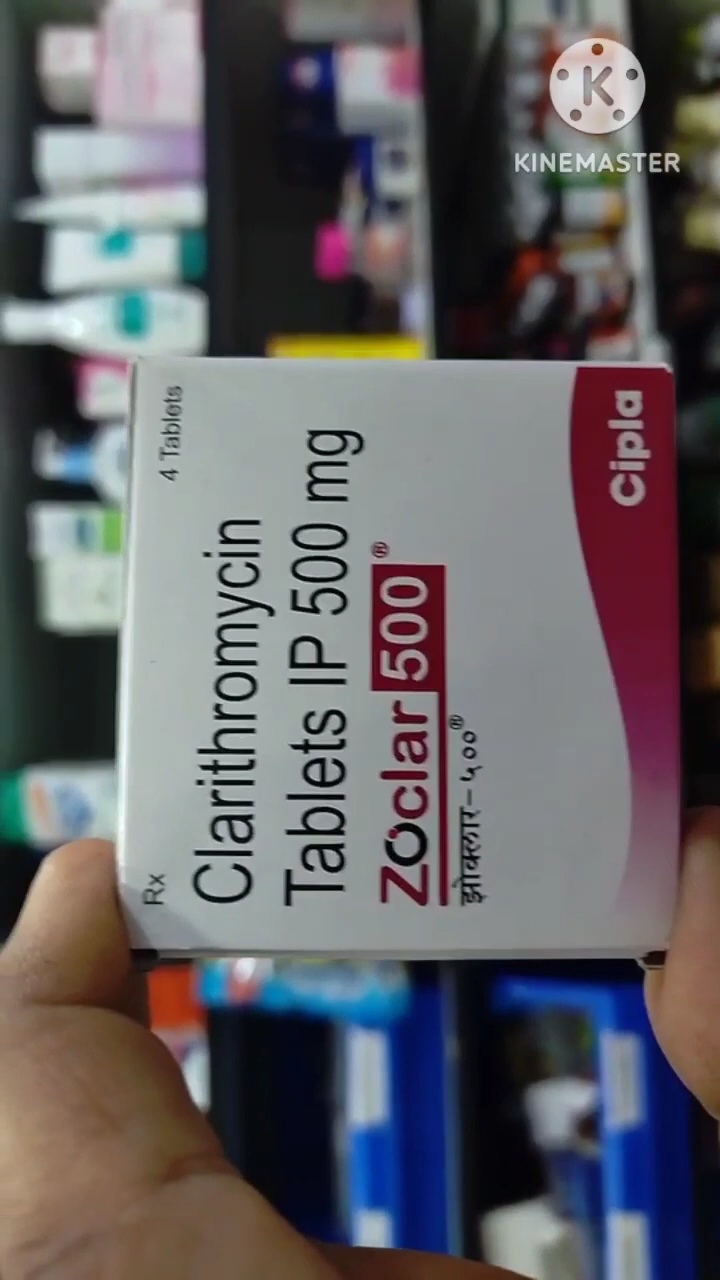 KINEMASTER
Rx
4 Tablets
Clarithromycin
Tablets IP 500 mg
Zoclar 500®
झोक्लार-५००®
Cipla